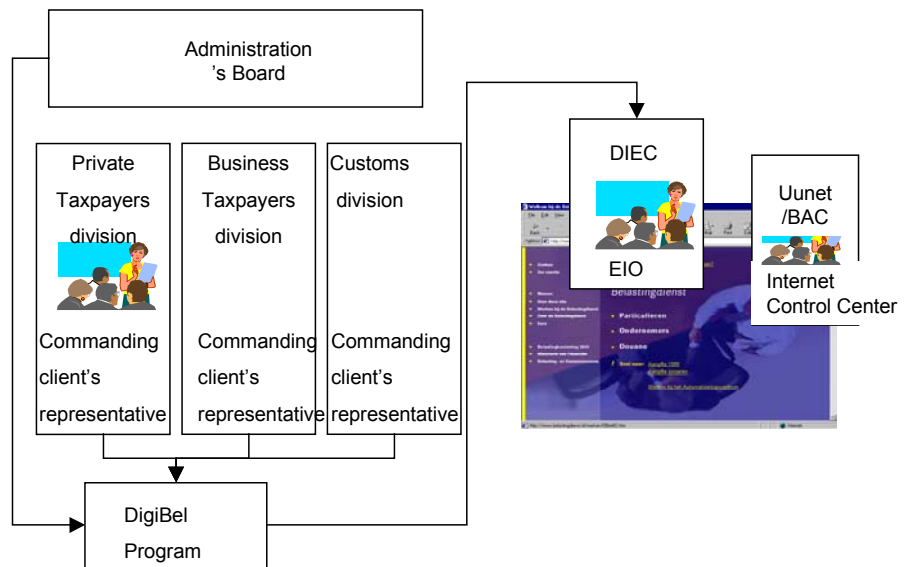 Administration
's Board
Private
Taxpayers
division
Commanding
client's
representative
Business
Taxpayers
division
Commanding
client's
representative
Customs
division
Commanding
client's
representative
DigiBel
Program
DIEC
EIO
Uunet
/BAC
Internet
Control Center
Belastingdienst
Particulieren
Ondernemers
Douane